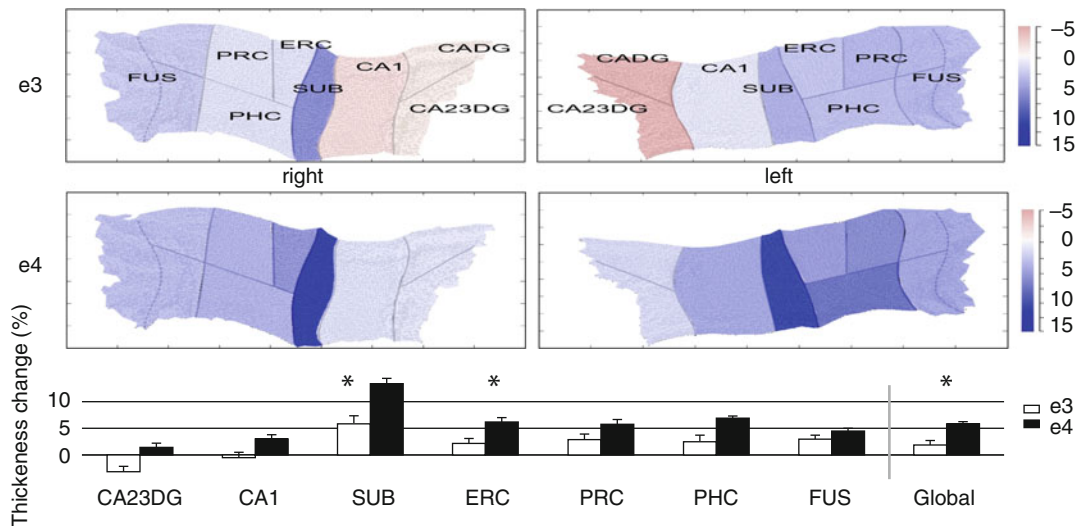 ERC
PRC
CA1
CADG
FUS
SUB
PHC
CA23DG
e3
right
ERC
CADG
CA1
PRC
FUS
SUB
CA23DG
PHC
left
−5
0
5
10
15
e4
−5
0
5
10
15
Thickeness change (%)
10
5
0
*
*
*
e3
e4
CA23DG CA1 SUB ERC PRC PHC FUS Global